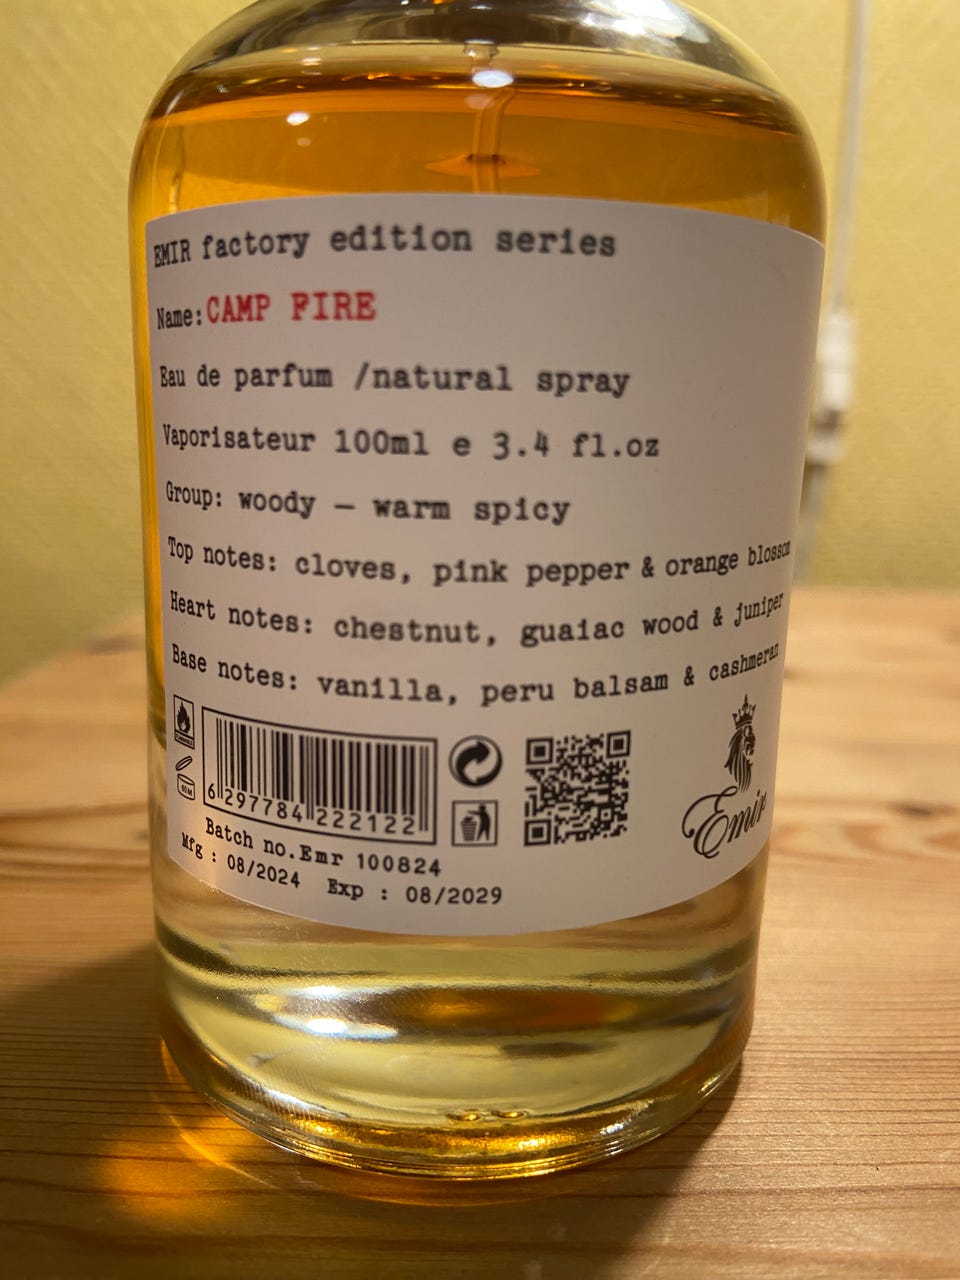 EMIR factory edition series
Name:CAMP FIRE
Eau de parfum /natural spray
Vaporisateur 100ml e 3.4 fl.oz
Group: woody – warm spicy
Top notes: cloves, pink pepper & orange blossom
Heart notes: chestnut, guaiac wood & juniper
Base notes: vanilla, peru balsam & cashmeran
6 297784 222122
Batch no.Emr 100824
Mfg : 08/2024 Exp : 08/2029
Emir